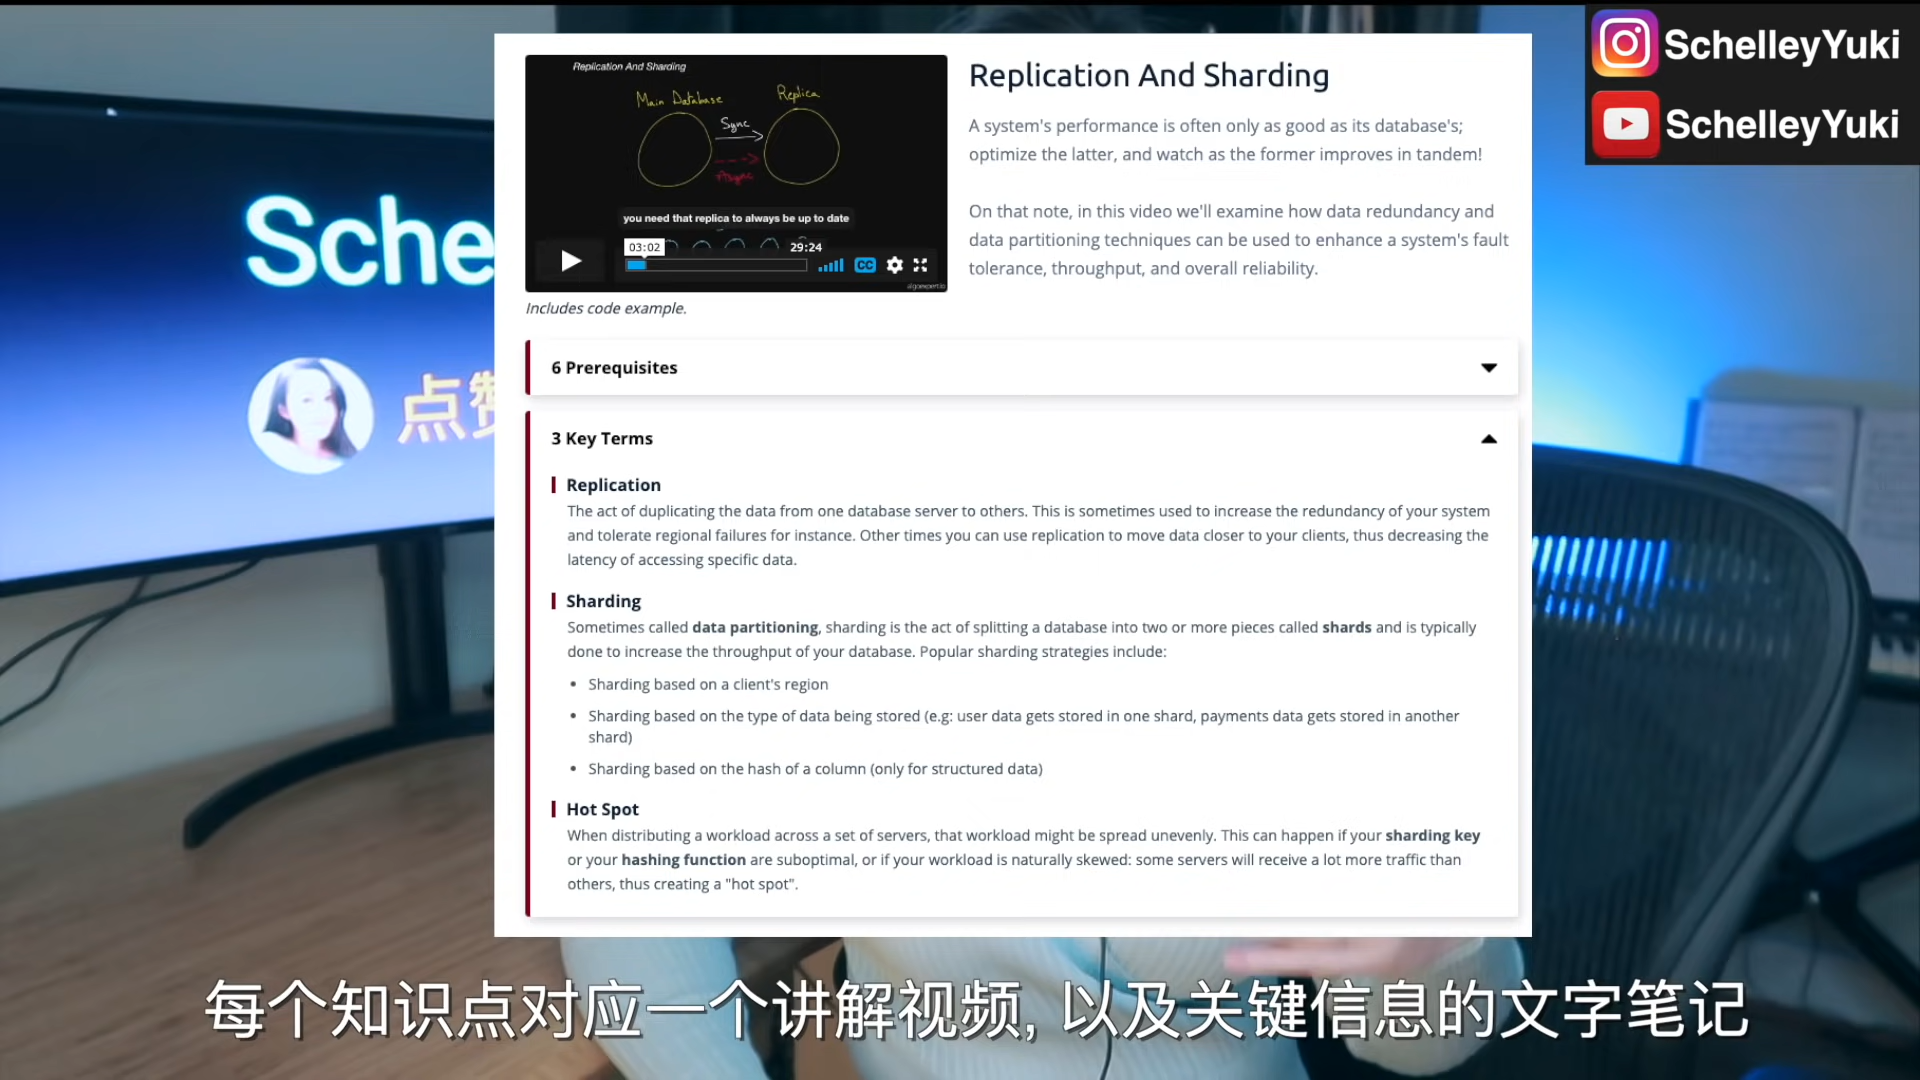 SchelleyYuki
SchelleyYuki
Sche
点赞
Replication And Sharding
Main Database
Replica
Sync
Async
you need that replica to always be up to date
03:02
29:24
CC
algoexpert.io
Includes code example.
Replication And Sharding
A system's performance is often only as good as its database's;
optimize the latter, and watch as the former improves in tandem!
On that note, in this video we'll examine how data redundancy and
data partitioning techniques can be used to enhance a system's fault
tolerance, throughput, and overall reliability.
6 Prerequisites
3 Key Terms
Replication
The act of duplicating the data from one database server to others. This is sometimes used to increase the redundancy of your system
and tolerate regional failures for instance. Other times you can use replication to move data closer to your clients, thus decreasing the
latency of accessing specific data.
Sharding
Sometimes called data partitioning, sharding is the act of splitting a database into two or more pieces called shards and is typically
done to increase the throughput of your database. Popular sharding strategies include:
• Sharding based on a client's region
• Sharding based on the type of data being stored (e.g: user data gets stored in one shard, payments data gets stored in another
shard)
• Sharding based on the hash of a column (only for structured data)
Hot Spot
When distributing a workload across a set of servers, that workload might be spread unevenly. This can happen if your sharding key
or your hashing function are suboptimal, or if your workload is naturally skewed: some servers will receive a lot more traffic than
others, thus creating a "hot spot".
每个知识点对应一个讲解视频, 以及关键信息的文字笔记